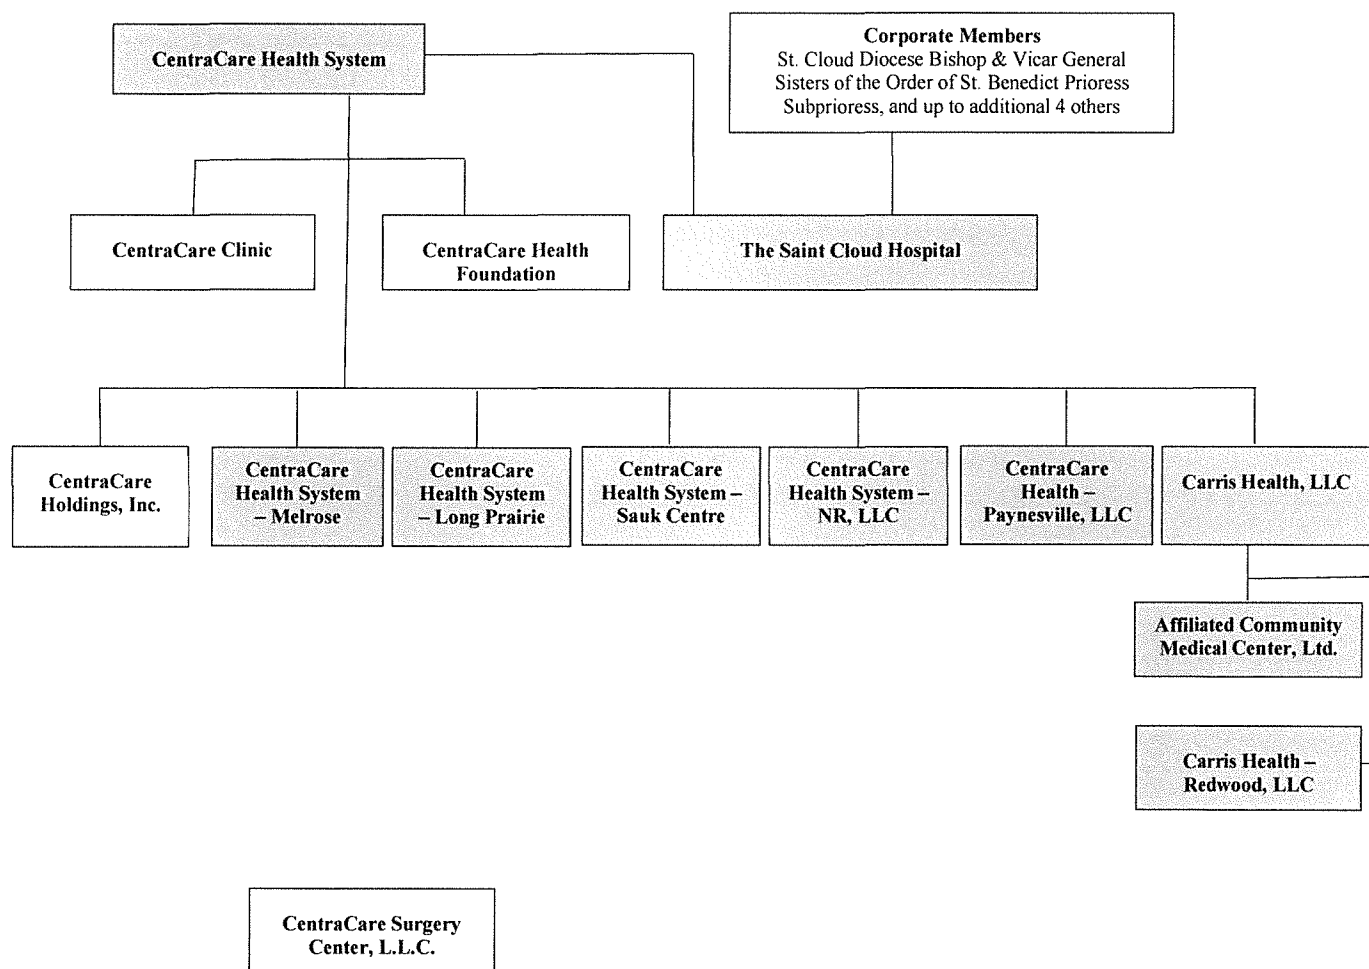 CentraCare Health System
Corporate Members
St. Cloud Diocese Bishop & Vicar General
Sisters of the Order of St. Benedict Prioress
Subprioress, and up to additional 4 others
CentraCare Clinic
CentraCare Health
Foundation
The Saint Cloud Hospital
CentraCare
Holdings, Inc.
CentraCare
Health System
– Melrose
CentraCare
Health System
– Long Prairie
CentraCare
Health System –
Sauk Centre
CentraCare
Health System –
NR, LLC
CentraCare
Health –
Paynesville, LLC
Carris Health, LLC
Affiliated Community
Medical Center, Ltd.
Carris Health –
Redwood, LLC
CentraCare Surgery
Center, L.L.C.